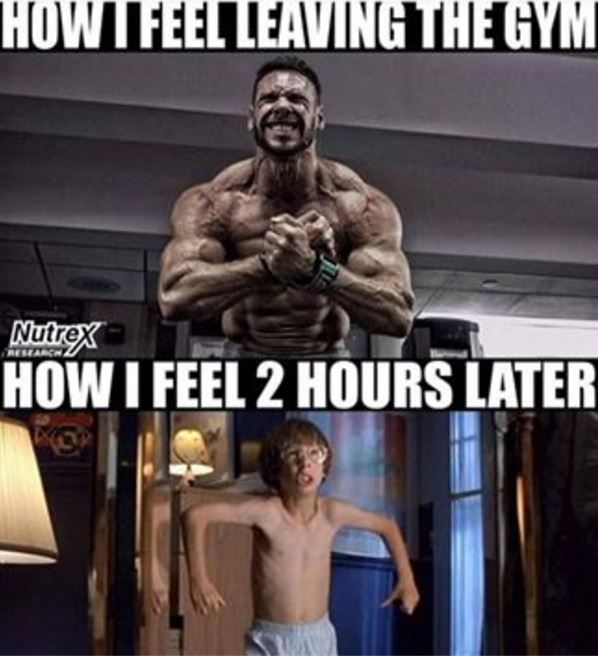 HOW I FEEL LEAVING THE GYM
Nutrex
RESEARCH
HOW I FEEL 2 HOURS LATER